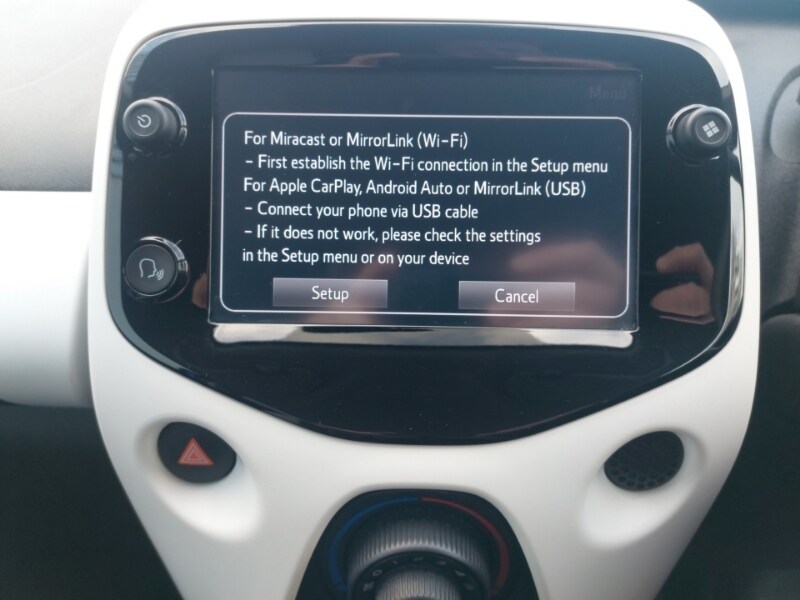 Menu
For Miracast or MirrorLink (Wi-Fi)
- First establish the Wi-Fi connection in the Setup menu
For Apple CarPlay, Android Auto or MirrorLink (USB)
- Connect your phone via USB cable
- If it does not work, please check the settings
in the Setup menu or on your device
Setup
Cancel